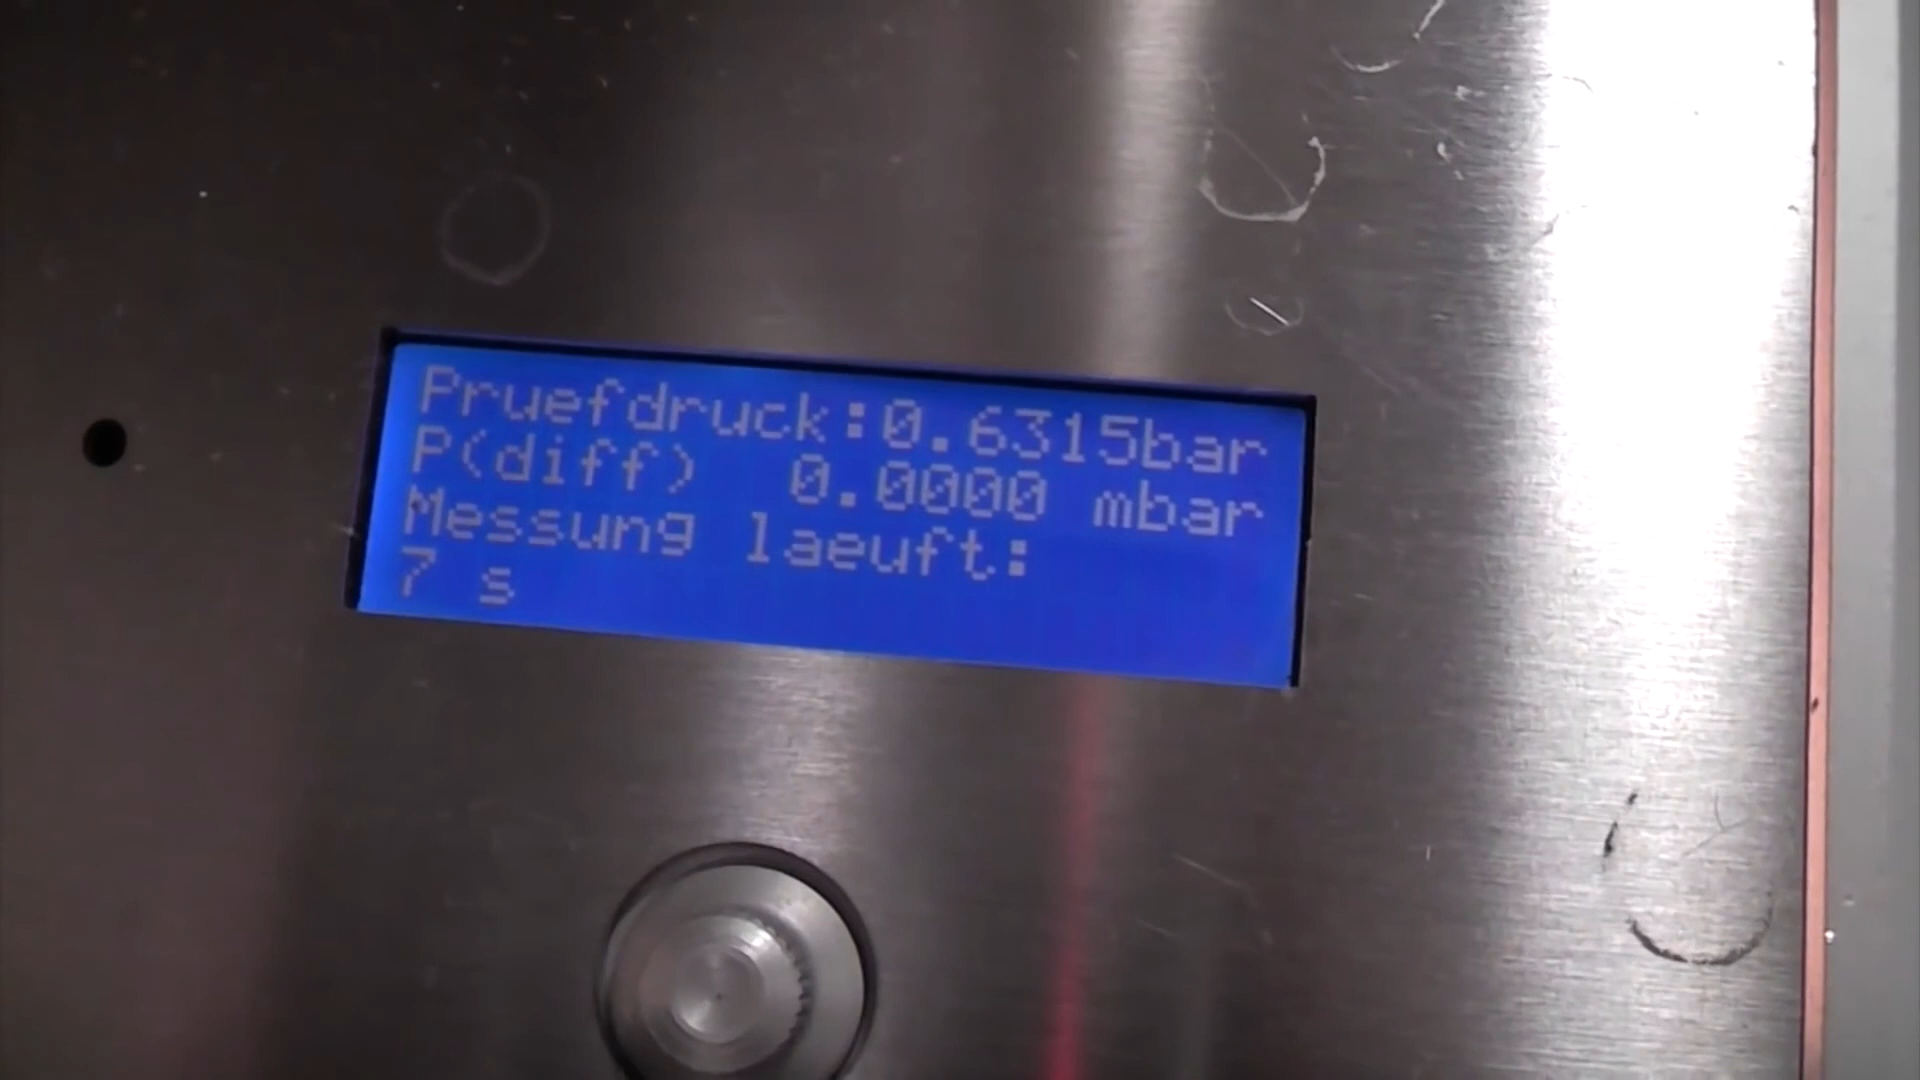 Pruefdruck:0.6315bar
P(diff) 0.0000 mbar
Messung laeuft:
7 s